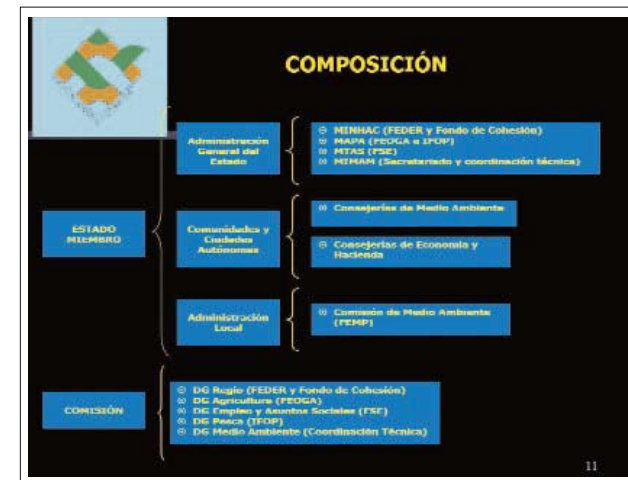 COMPOSICIÓN
Administración
General del
Estado
MINHAC (FEDER y Fondo de Cohesión)
MAPA (FEOGA e IFOP)
MTAS (FSE)
MIMAM (Secretariado y coordinación técnica)
ESTADO
MIEMBRO
Comunidades y
Ciudades
Autónomas
Consejerías de Medio Ambiente
Consejerías de Economía y
Hacienda
Administración
Local
Comisión de Medio Ambiente
(FEMP)
COMISIÓN
DG Regio (FEDER y Fondo de Cohesión)
DG Agricultura (FEOGA)
DG Empleo y Asuntos Sociales (FSE)
DG Pesca (IFOP)
DG Medio Ambiente (Coordinación Técnica)
11